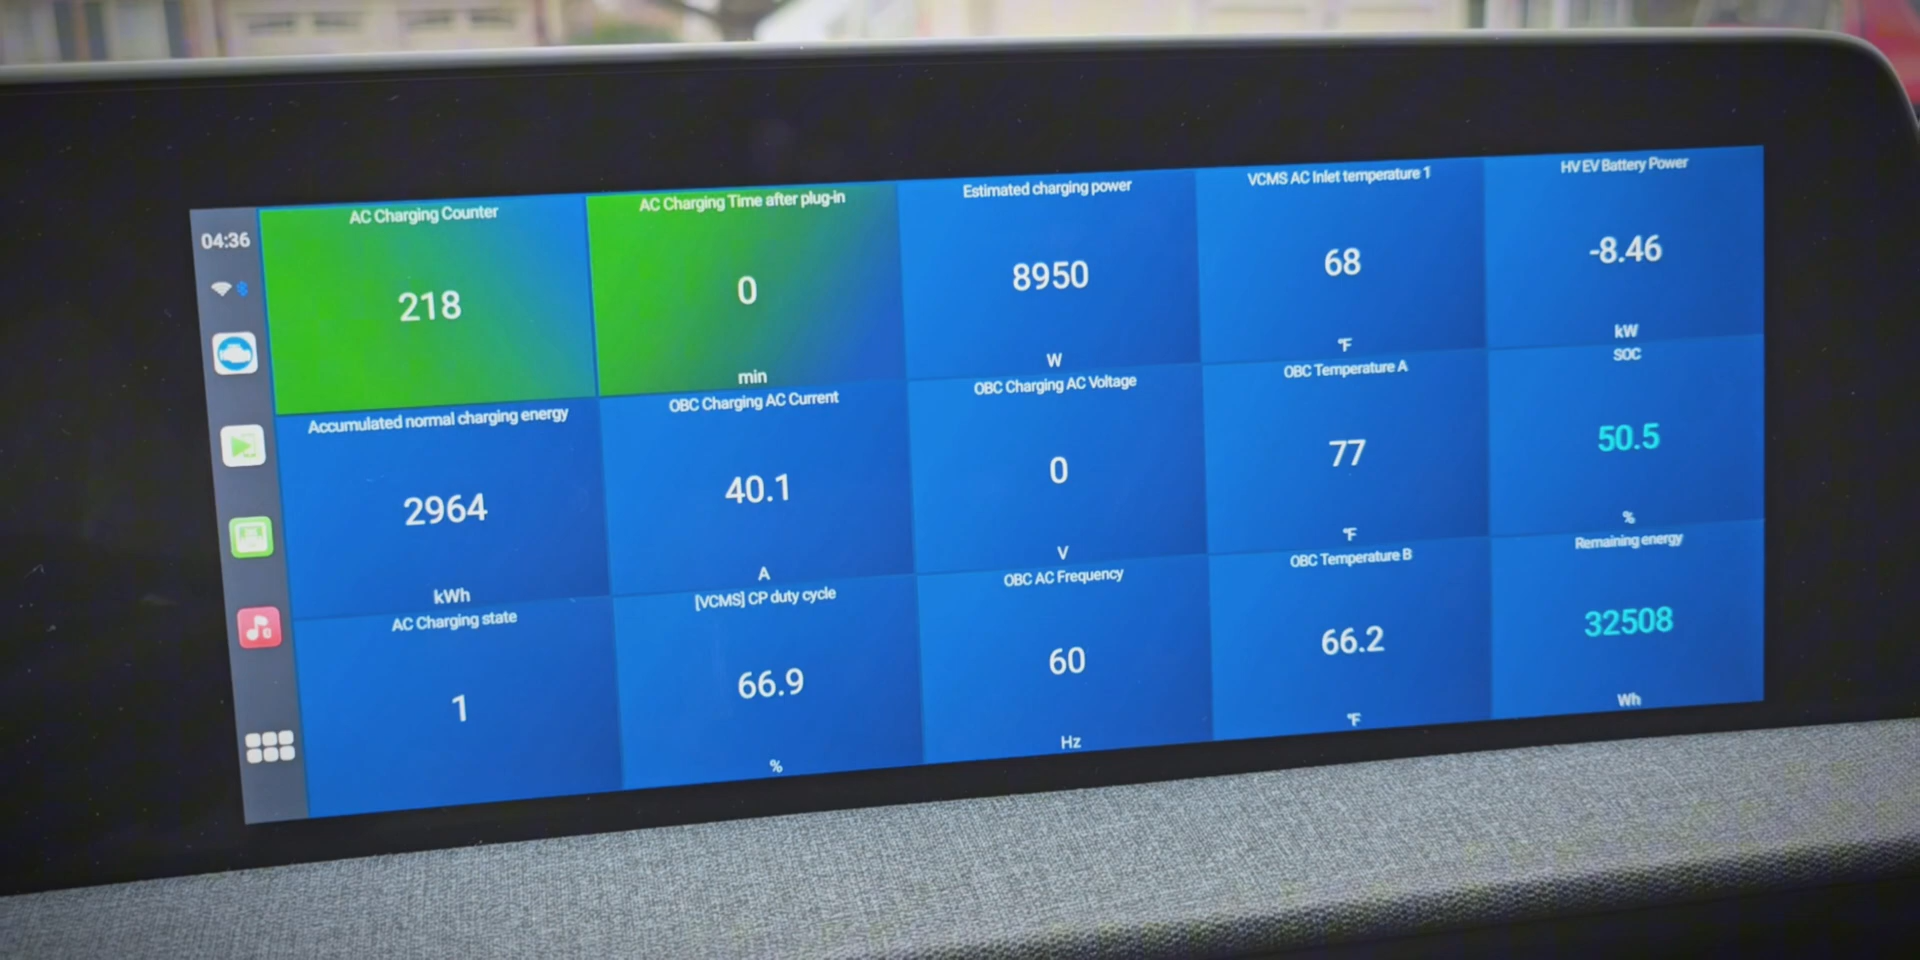 04:36
AC Charging Counter
218
AC Charging Time after plug-in
0
min
Estimated charging power
8950
W
VCMS AC Inlet temperature 1
68
°F
HV EV Battery Power
-8.46
kW
Accumulated normal charging energy
2964
kWh
OBC Charging AC Current
40.1
A
OBC Charging AC Voltage
0
V
OBC Temperature A
77
°F
SOC
50.5
%
AC Charging state
1
[VCMS] CP duty cycle
66.9
%
OBC AC Frequency
60
Hz
OBC Temperature B
66.2
°F
Remaining energy
32508
Wh